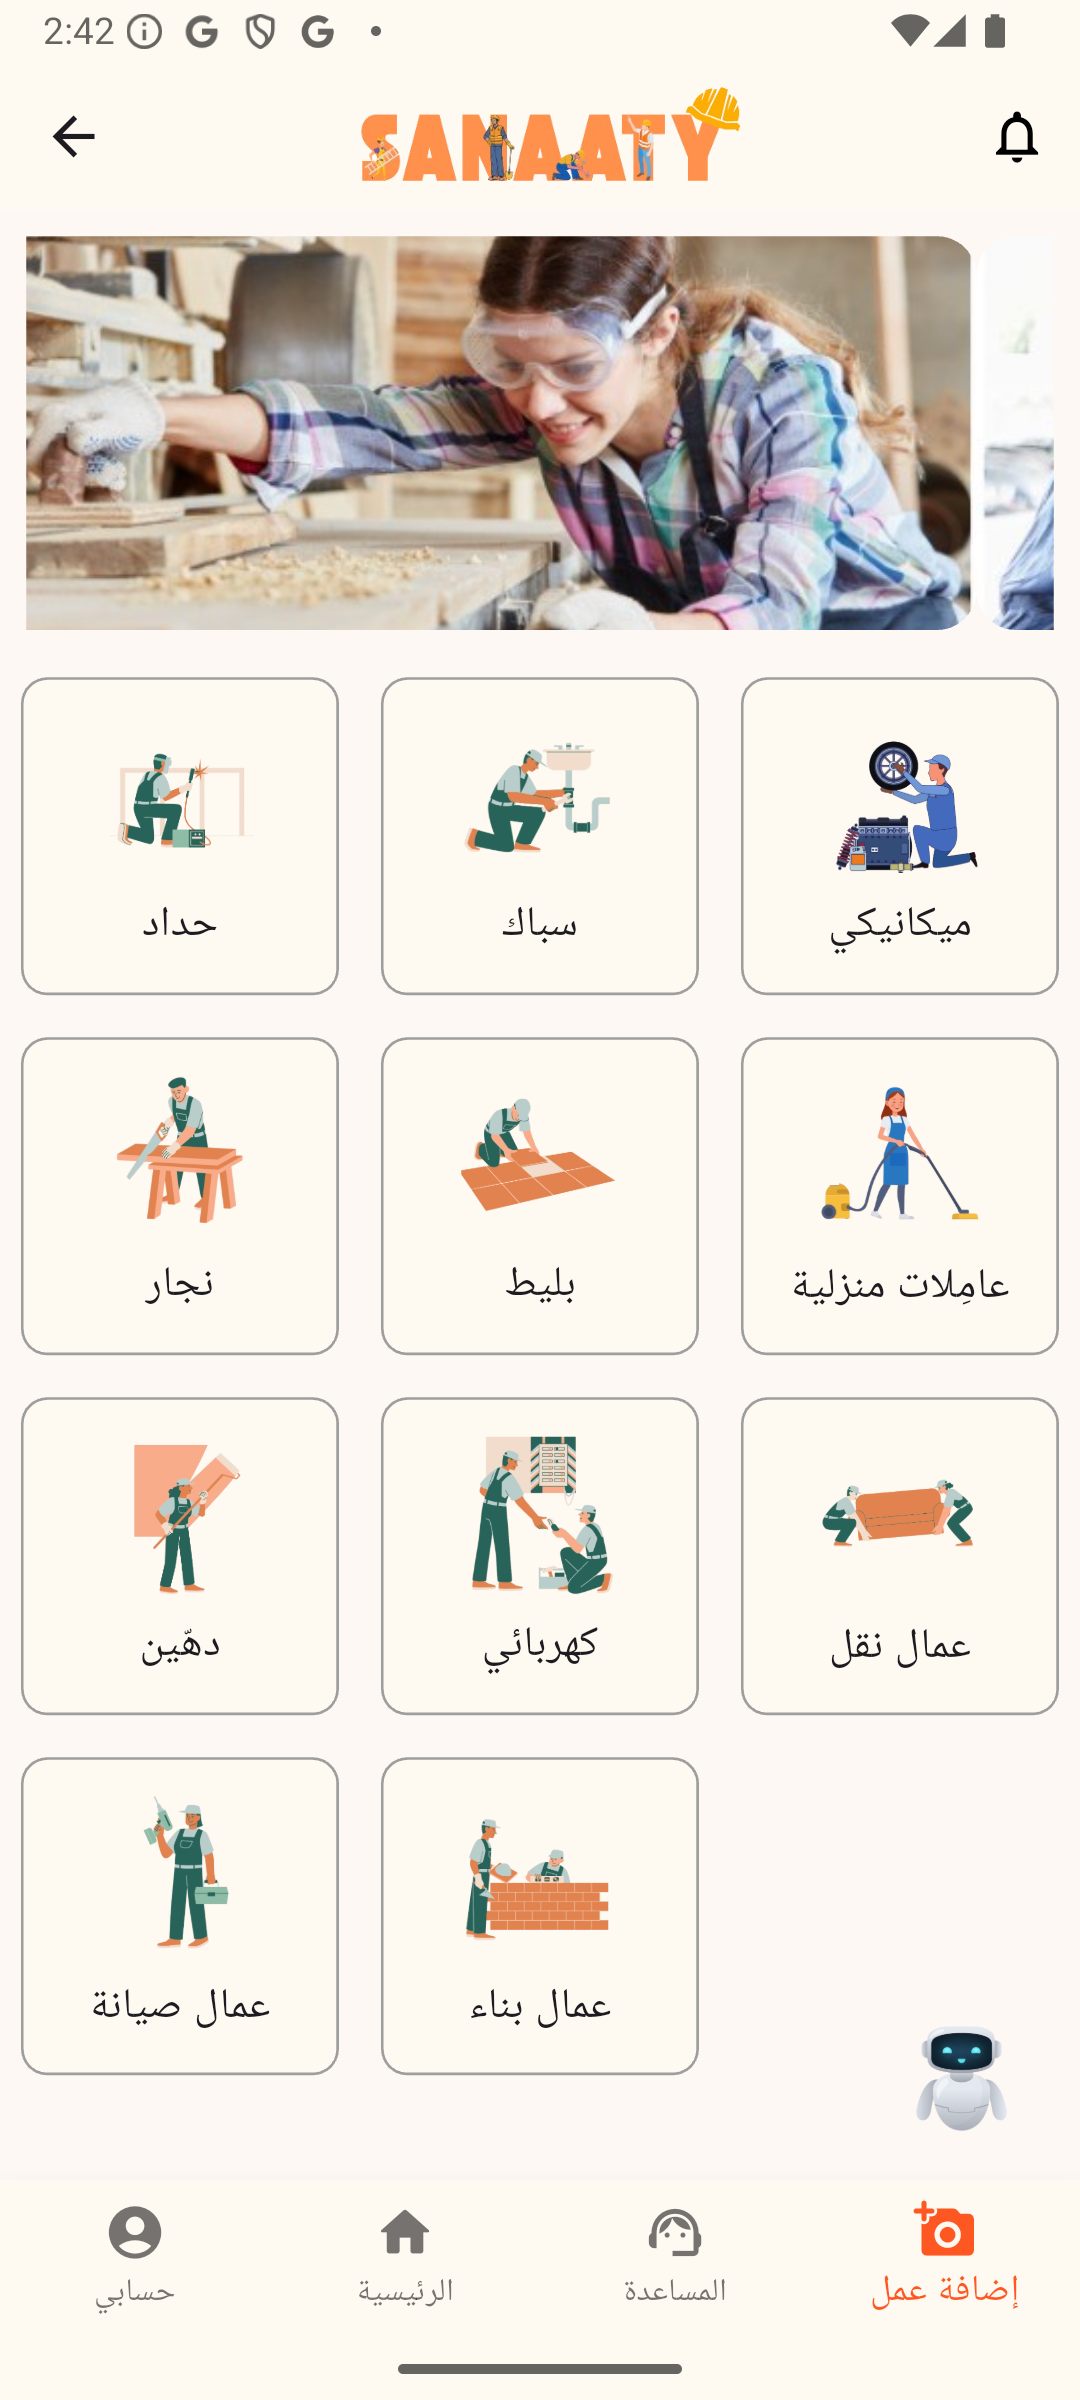 2:42
SANAATY
ميكانيكي
سباك
حداد
عامِلات منزلية
بليط
نجار
عمال نقل
كهربائي
دهّين
عمال بناء
عمال صيانة
إضافة عمل
المساعدة
الرئيسية
حسابي